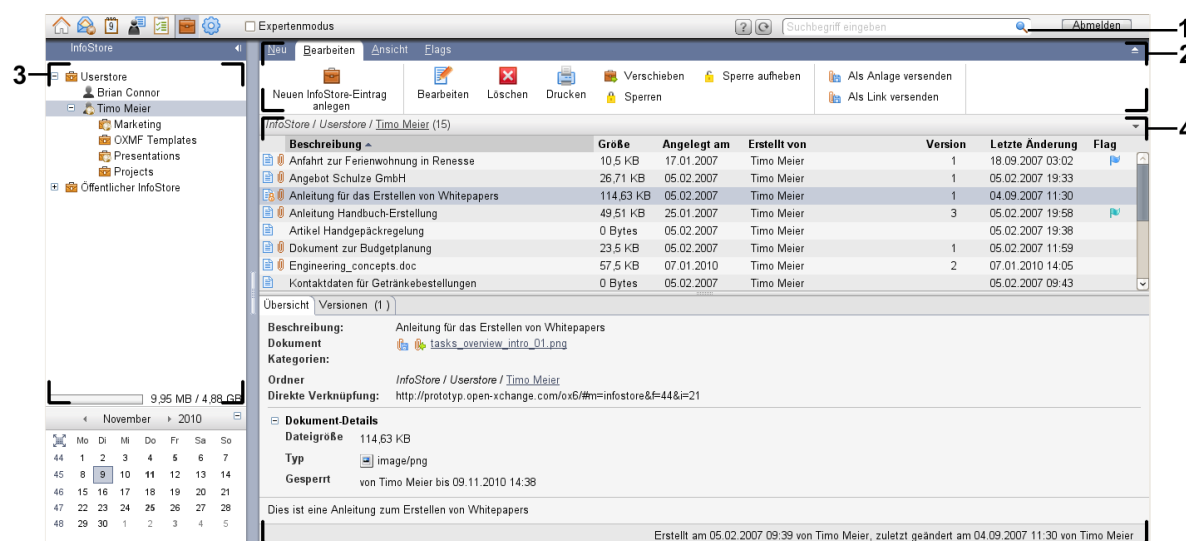 9 Expertenmodus Suchbegriff eingeben Abmelden 1
InfoStore
Neu Bearbeiten Ansicht Flags 2
3
Userstore
Brian Connor
Timo Meier
Marketing
OXMF Templates
Presentations
Projects
Öffentlicher InfoStore
Neuen InfoStore-Eintrag anlegen
Bearbeiten Löschen Drucken
Verschieben Sperre aufheben Als Anlage versenden
Sperren Als Link versenden
InfoStore / Userstore / Timo Meier (15) 4
Beschreibung Größe Angelegt am Erstellt von Version Letzte Änderung Flag
Anfahrt zur Ferienwohnung in Renesse 10,5 KB 17.01.2007 Timo Meier 1 18.09.2007 03:02
Angebot Schulze GmbH 26,71 KB 05.02.2007 Timo Meier 1 05.02.2007 19:33
Anleitung für das Erstellen von Whitepapers 114,63 KB 05.02.2007 Timo Meier 1 04.09.2007 11:30
Anleitung Handbuch-Erstellung 49,51 KB 25.01.2007 Timo Meier 3 05.02.2007 19:58
Artikel Handgepäckregelung 0 Bytes 05.02.2007 Timo Meier 05.02.2007 19:38
Dokument zur Budgetplanung 23,5 KB 05.02.2007 Timo Meier 1 05.02.2007 11:59
Engineering_concepts.doc 57,5 KB 07.01.2010 Timo Meier 2 07.01.2010 14:05
Kontaktdaten für Getränkebestellungen 0 Bytes 05.02.2007 Timo Meier 05.02.2007 09:43
Übersicht Versionen (1)
Beschreibung: Anleitung für das Erstellen von Whitepapers
Dokument tasks_overview_intro_01.png
Kategorien:
Ordner InfoStore / Userstore / Timo Meier
Direkte Verknüpfung: http://prototyp.open-xchange.com/ox6/#m=infostore&f=44&i=21
Dokument-Details
Dateigröße 114,63 KB
Typ image/png
Gesperrt von Timo Meier bis 09.11.2010 14:38
Dies ist eine Anleitung zum Erstellen von Whitepapers
Erstellt am 05.02.2007 09:39 von Timo Meier, zuletzt geändert am 04.09.2007 11:30 von Timo Meier
9,95 MB / 4,88 GB
November 2010
Mo Di Mi Do Fr Sa So
44 1 2 3 4 5 6 7
45 8 9 10 11 12 13 14
46 15 16 17 18 19 20 21
47 22 23 24 25 26 27 28
48 29 30 1 2 3 4 5